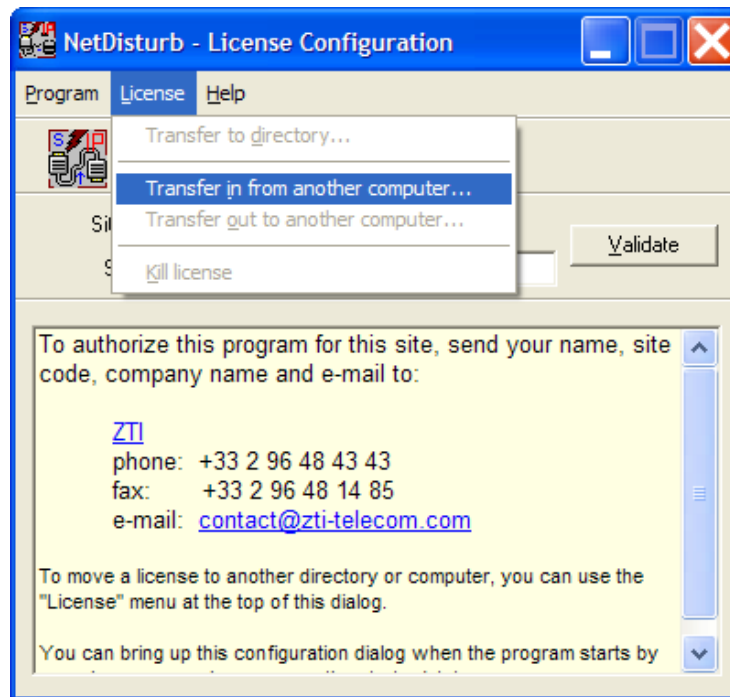 NetDisturb - License Configuration
Program License Help
Transfer to directory...
Transfer in from another computer...
Transfer out to another computer...
Kill license
Validate
To authorize this program for this site, send your name, site
code, company name and e-mail to:
ZTI
phone: +33 2 96 48 43 43
fax: +33 2 96 48 14 85
e-mail: contact@zti-telecom.com
To move a license to another directory or computer, you can use the
"License" menu at the top of this dialog.
You can bring up this configuration dialog when the program starts by